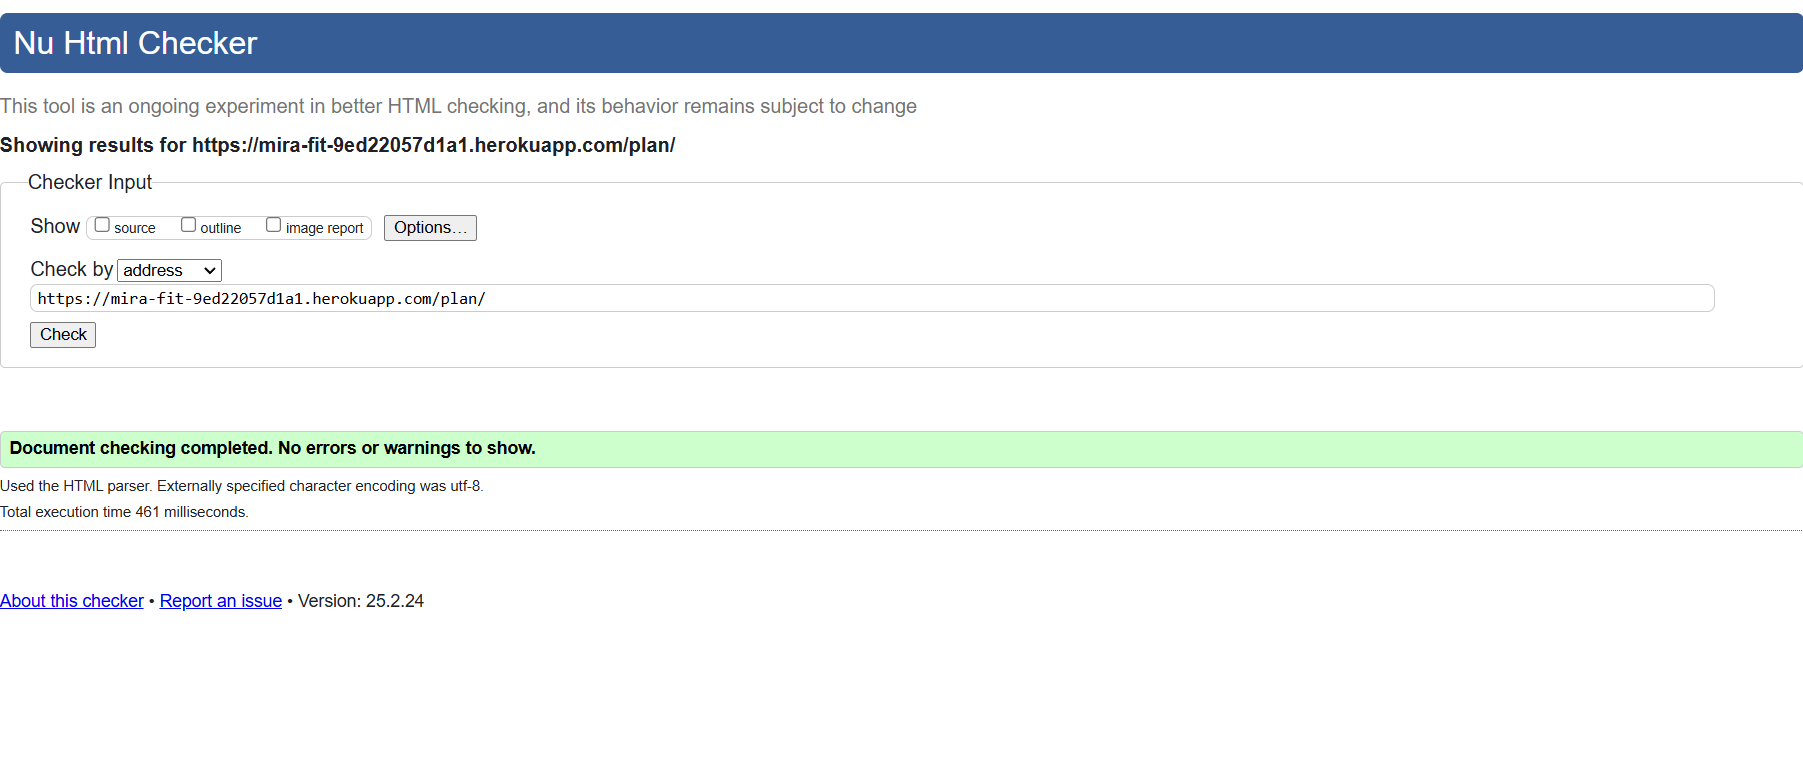 Nu Html Checker
This tool is an ongoing experiment in better HTML checking, and its behavior remains subject to change
Showing results for https://mira-fit-9ed22057d1a1.herokuapp.com/plan/
Checker Input
Show source outline image report Options...
Check by address
https://mira-fit-9ed22057d1a1.herokuapp.com/plan/
Check
Document checking completed. No errors or warnings to show.
Used the HTML parser. Externally specified character encoding was utf-8.
Total execution time 461 milliseconds.
About this checker • Report an issue • Version: 25.2.24